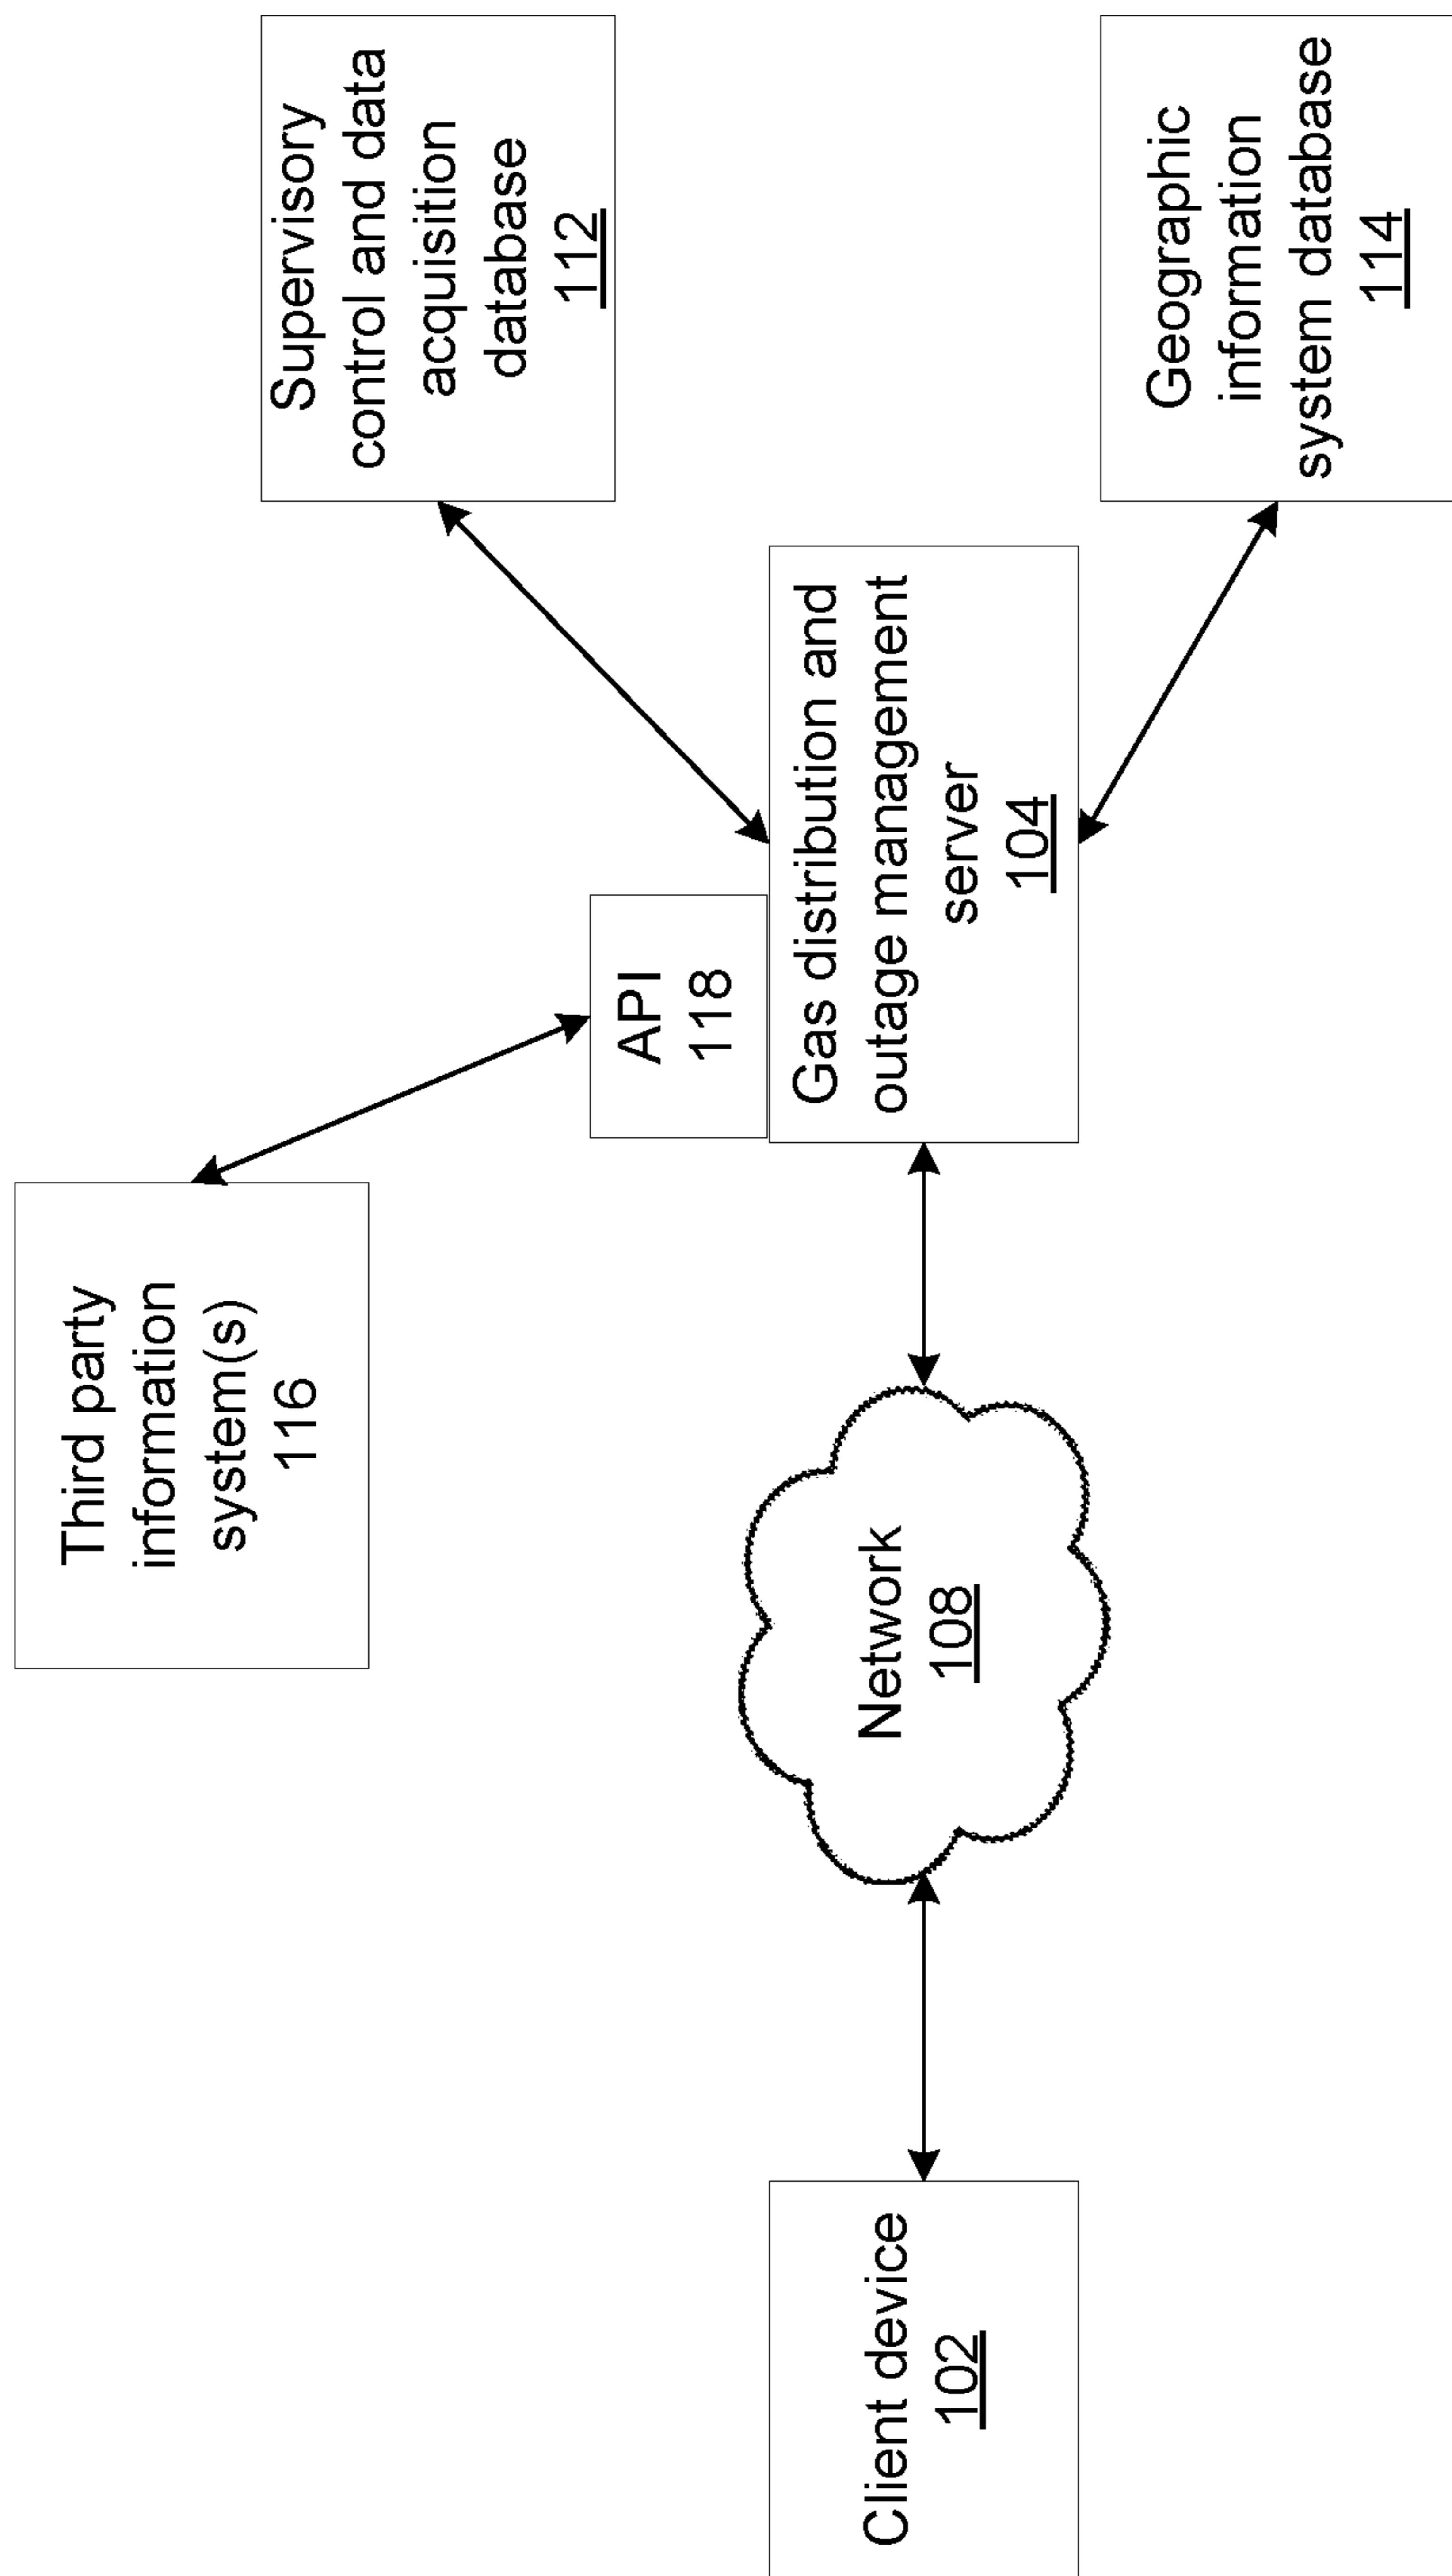 Third party
information
system(s)
116
Supervisory
control and data
acquisition
database
112
API
118
Client device
102
Network
108
Gas distribution and
outage management
server
104
Geographic
information
system database
114